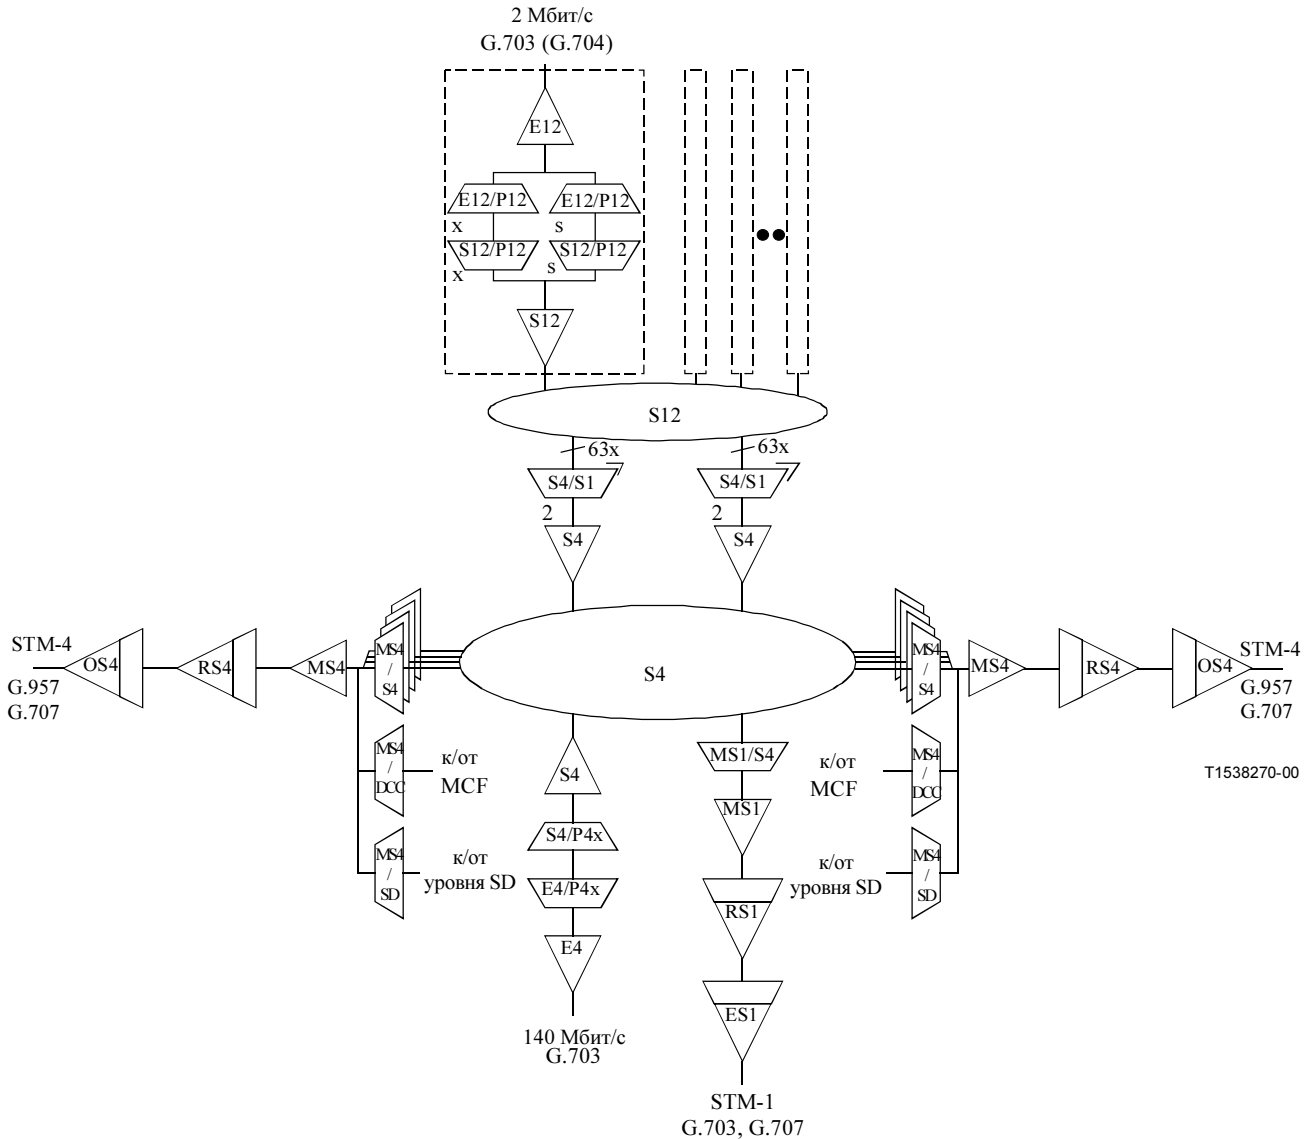 2 Мбит/с
G.703 (G.704)
E12
E12/P12
E12/P12
x
s
S12/P12
S12/P12
x
s
S12
S12
63x
63x
S4/S1
S4/S1
2
2
S4
S4
STM-4
OS4
RS4
MS4
MS4
/
S4
S4
MS4
/
S4
MS4
RS4
OS4
STM-4
G.957
G.707
G.957
G.707
MS4
/
DCC
к/от
MCF
S4
MS1/S4
к/от
MCF
MS4
/
DCC
T1538270-00
MS1
S4/P4x
MS4
/
SD
к/от
уровня SD
E4/P4x
RS1
к/от
уровня SD
MS4
/
SD
E4
ES1
140 Мбит/с
G.703
STM-1
G.703, G.707